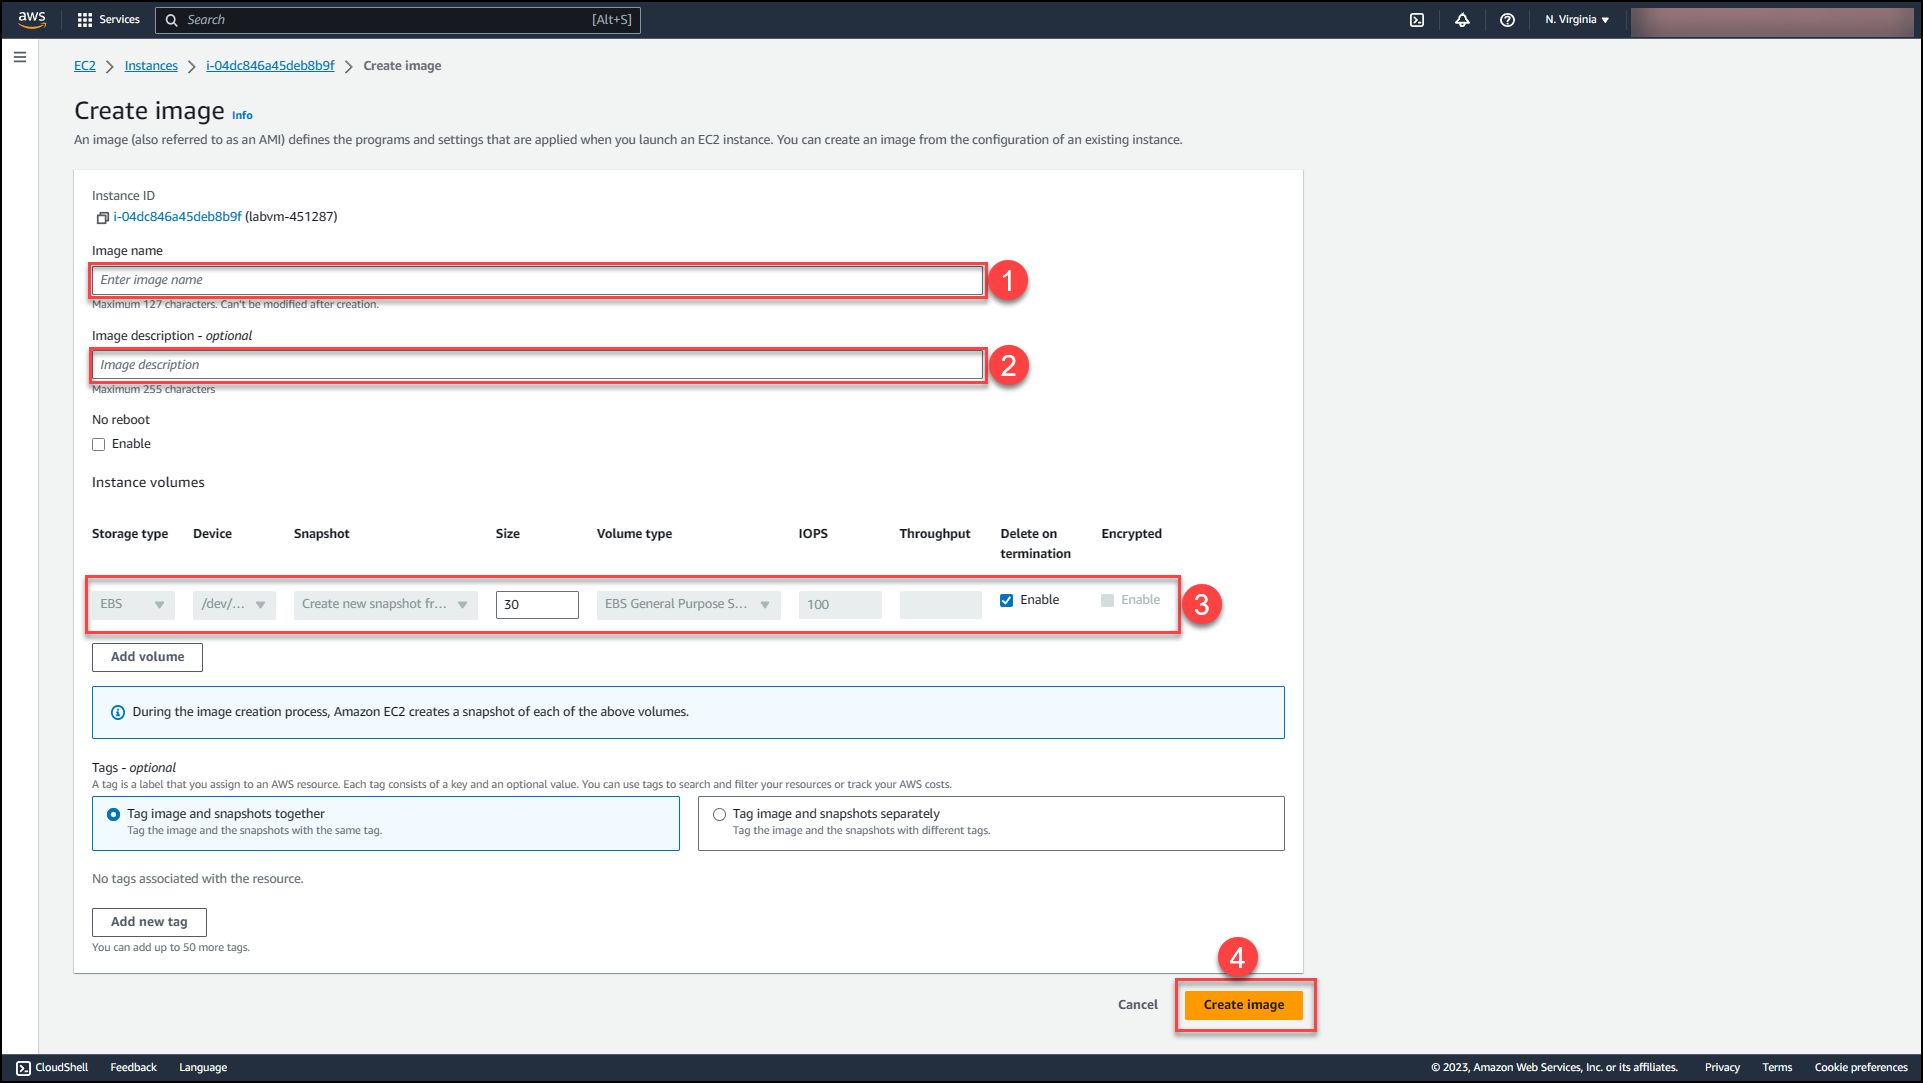 aws Services Search [Alt+S] N. Virginia
EC2 Instances i-04dc846a45deb8b9f Create image
Create image Info
An image (also referred to as an AMI) defines the programs and settings that are applied when you launch an EC2 instance. You can create an image from the configuration of an existing instance.
Instance ID
i-04dc846a45deb8b9f (labvm-451287)
Image name
Enter image name
1
Maximum 127 characters. Can't be modified after creation.
Image description - optional
Image description
2
Maximum 255 characters
No reboot
Enable
Instance volumes
Storage type Device Snapshot Size Volume type IOPS Throughput Delete on termination Encrypted
EBS /dev/... Create new snapshot fr... 30 EBS General Purpose S... 100 Enable Enable
3
Add volume
During the image creation process, Amazon EC2 creates a snapshot of each of the above volumes.
Tags - optional
A tag is a label that you assign to an AWS resource. Each tag consists of a key and an optional value. You can use tags to search and filter your resources or track your AWS costs.
Tag image and snapshots together
Tag the image and the snapshots with the same tag.
Tag image and snapshots separately
Tag the image and the snapshots with different tags.
No tags associated with the resource.
Add new tag
You can add up to 50 more tags.
4
Cancel Create image
CloudShell Feedback Language © 2023, Amazon Web Services, Inc. or its affiliates. Privacy Terms Cookie preferences